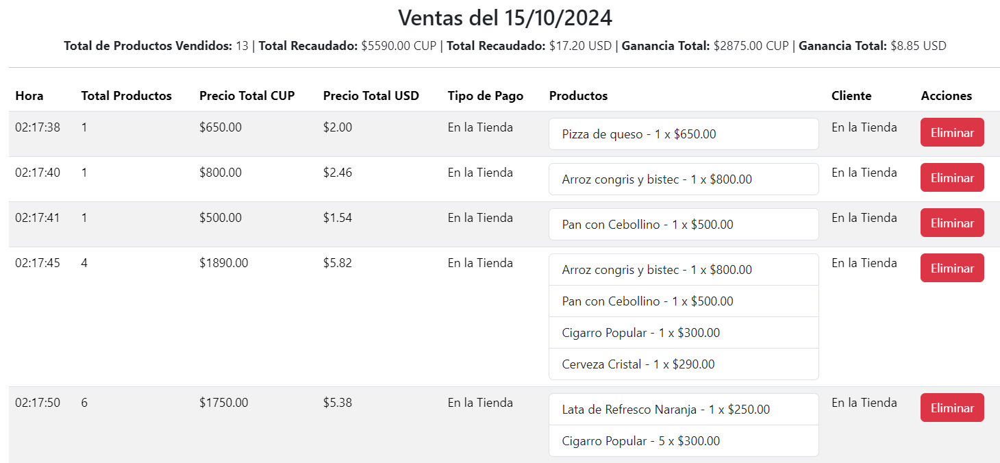 Ventas del 15/10/2024
Total de Productos Vendidos: 13 | Total Recaudado: $5590.00 CUP | Total Recaudado: $17.20 USD | Ganancia Total: $2875.00 CUP | Ganancia Total: $8.85 USD
Hora Total Productos Precio Total CUP Precio Total USD Tipo de Pago Productos Cliente Acciones
02:17:38 1 $650.00 $2.00 En la Tienda Pizza de queso - 1 x $650.00 En la Tienda Eliminar
02:17:40 1 $800.00 $2.46 En la Tienda Arroz congris y bistec - 1 x $800.00 En la Tienda Eliminar
02:17:41 1 $500.00 $1.54 En la Tienda Pan con Cebollino - 1 x $500.00 En la Tienda Eliminar
02:17:45 4 $1890.00 $5.82 En la Tienda Arroz congris y bistec - 1 x $800.00 En la Tienda Eliminar
Pan con Cebollino - 1 x $500.00
Cigarro Popular - 1 x $300.00
Cerveza Cristal - 1 x $290.00
02:17:50 6 $1750.00 $5.38 En la Tienda Lata de Refresco Naranja - 1 x $250.00 En la Tienda Eliminar
Cigarro Popular - 5 x $300.00